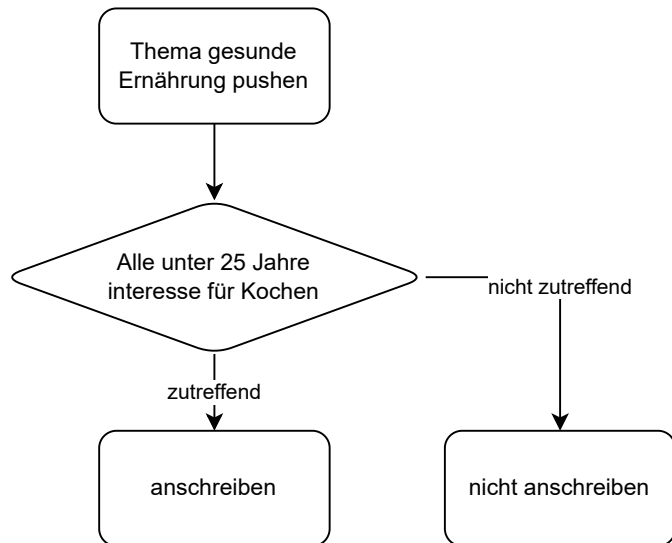 Thema gesunde
Ernährung pushen
Alle unter 25 Jahre
interesse für Kochen
nicht zutreffend
zutreffend
anschreiben
nicht anschreiben